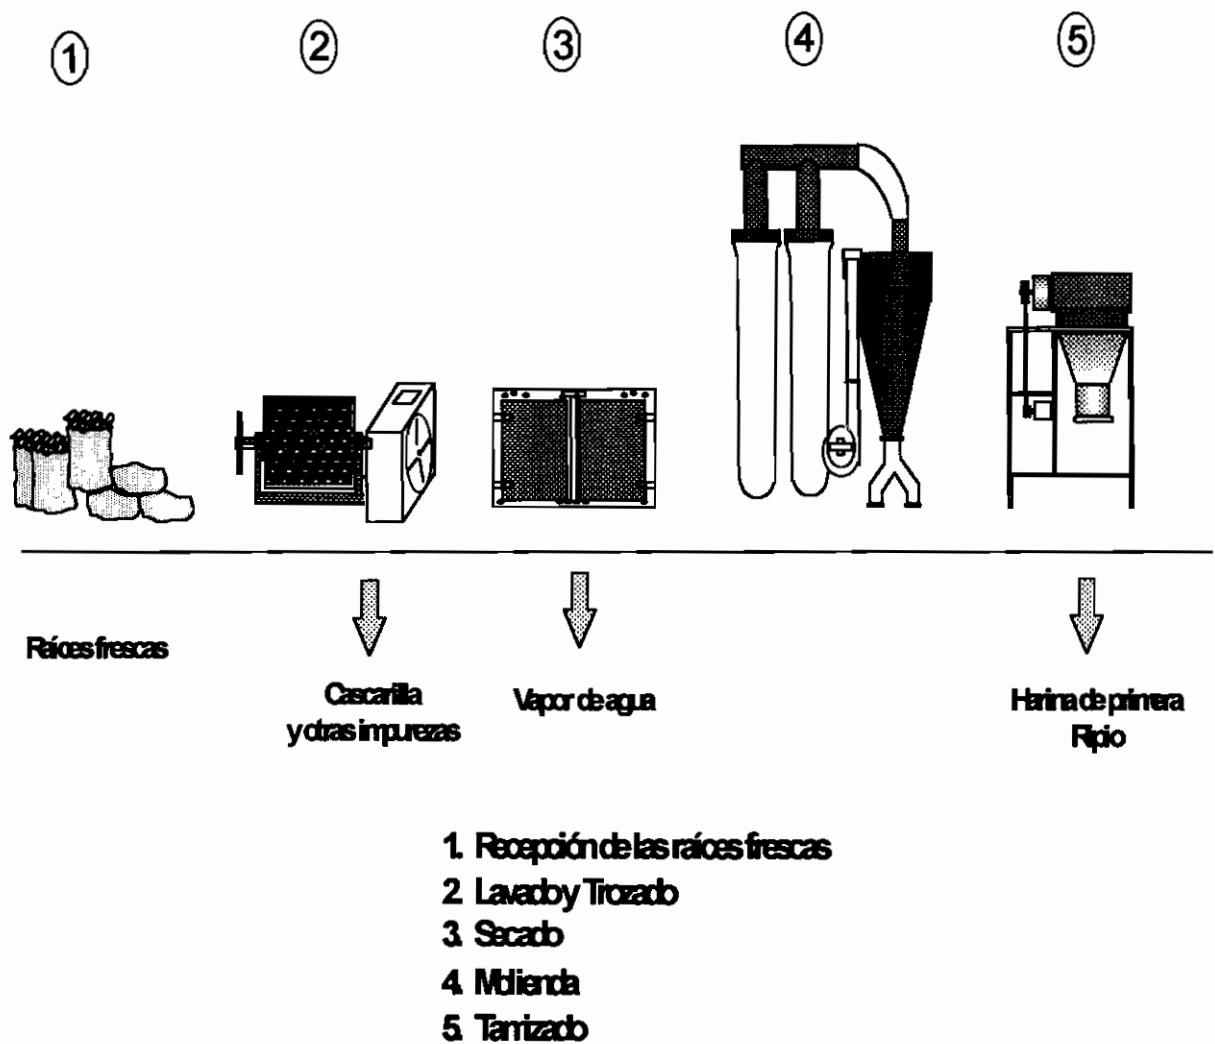 1
2
3
4
5
Raíces frescas
Cascarilla
y otras impurezas
Vapor de agua
Harina de primera
Ripio
1. Recepción de las raíces frescas
2. Lavado y Trozado
3. Secado
4. Molienda
5. Tamizado